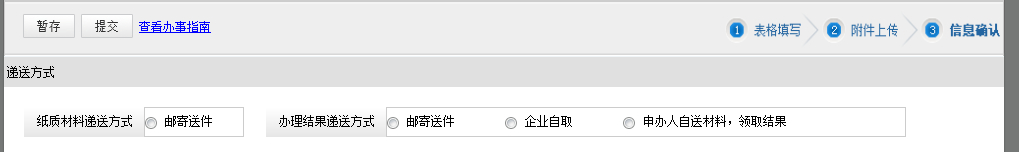 暂存 提交 查看办事指南 1 表格填写 2 附件上传 3 信息确认
递送方式
纸质材料递送方式 邮寄送件 办理结果递送方式 邮寄送件 企业自取 申办人自送材料，领取结果